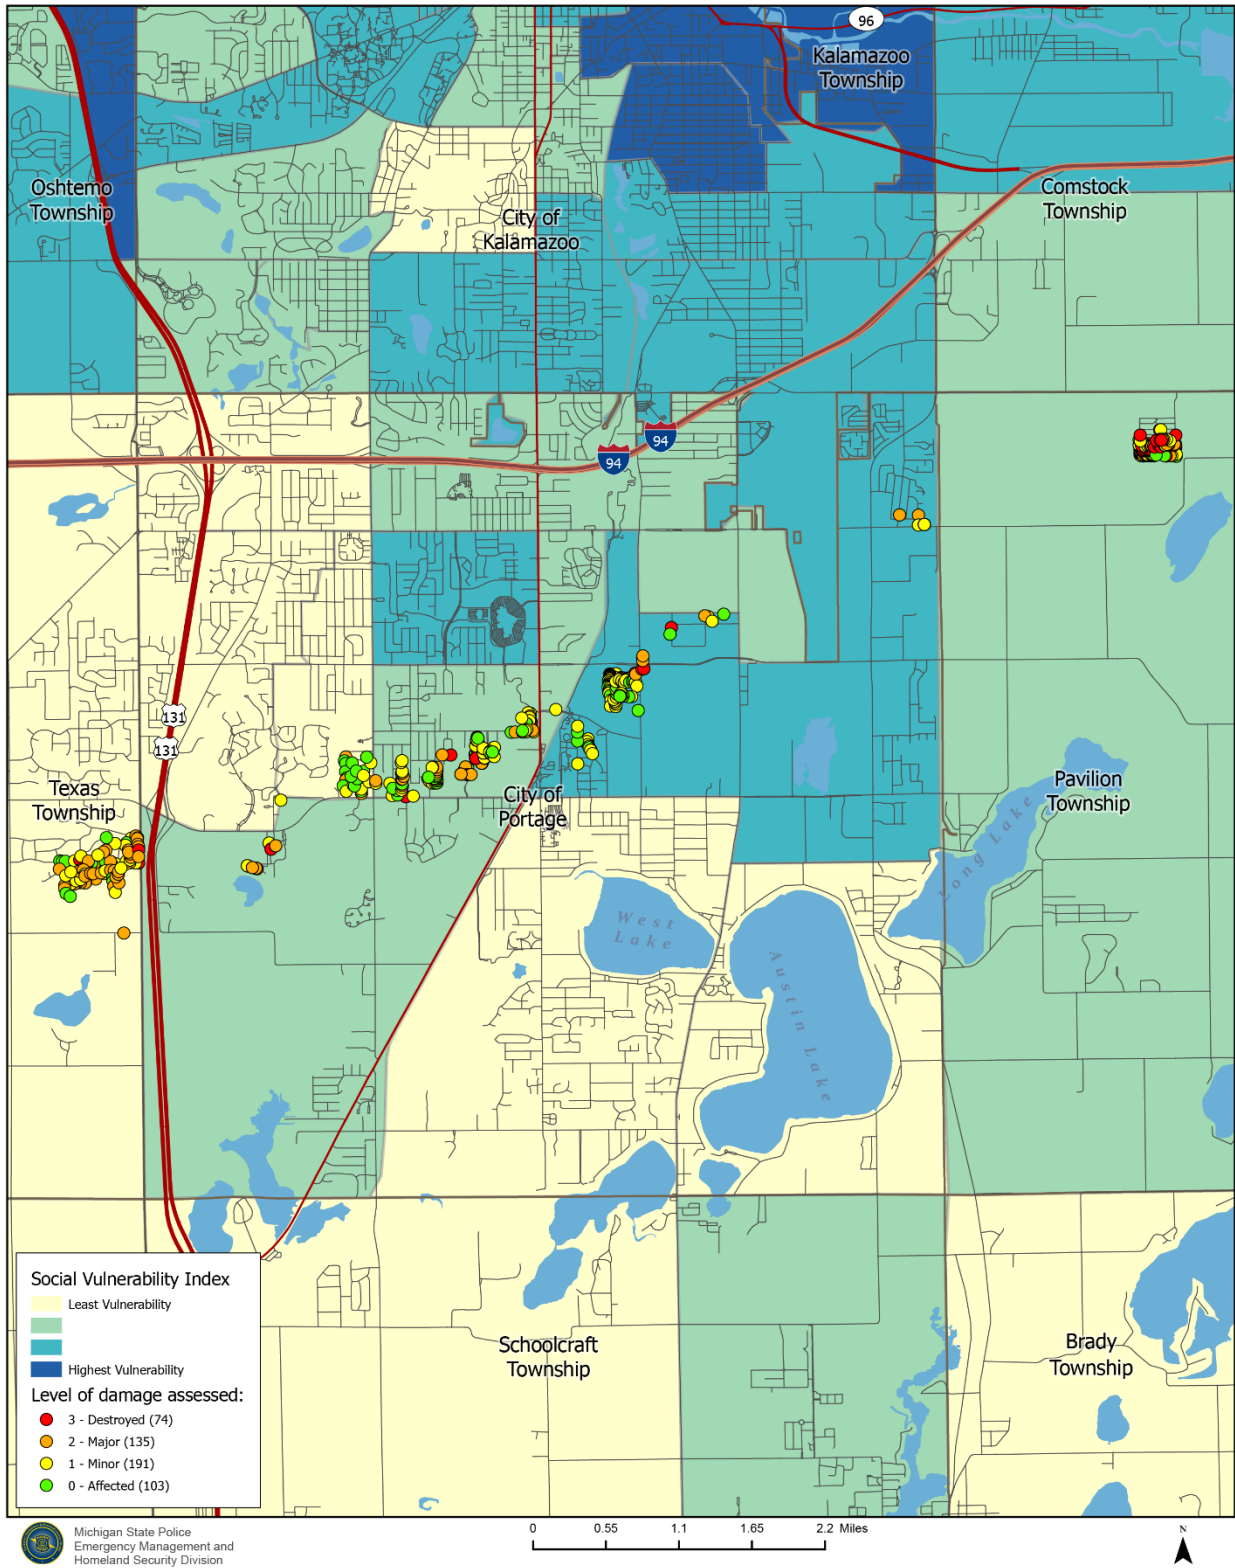 96
Kalamazoo
Township
Oshtemo
Township
Comstock
Township
City of
Kalamazoo
94
94
131
131
Texas
Township
City of
Portage
Pavilion
Township
Long Lake
West
Lake
Austin Lake
Schoolcraft
Township
Brady
Township
Social Vulnerability Index
Least Vulnerability
Highest Vulnerability
Level of damage assessed:
3 - Destroyed (74)
2 - Major (135)
1 - Minor (191)
0 - Affected (103)
Michigan State Police
Emergency Management and
Homeland Security Division
0 0.55 1.1 1.65 2.2 Miles
N